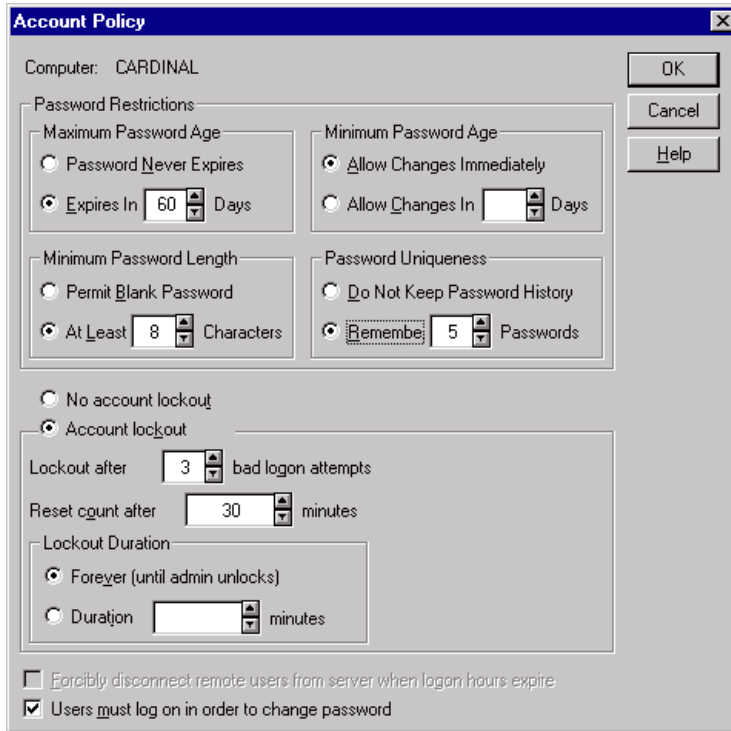 Account Policy
Computer: CARDINAL
OK
Cancel
Help
Password Restrictions
Maximum Password Age
Password Never Expires
Expires In 60 Days
Minimum Password Age
Allow Changes Immediately
Allow Changes In Days
Minimum Password Length
Permit Blank Password
At Least 8 Characters
Password Uniqueness
Do Not Keep Password History
Remembe 5 Passwords
No account lockout
Account lockout
Lockout after 3 bad logon attempts
Reset count after 30 minutes
Lockout Duration
Forever (until admin unlocks)
Duration minutes
Forcibly disconnect remote users from server when logon hours expire
Users must log on in order to change password